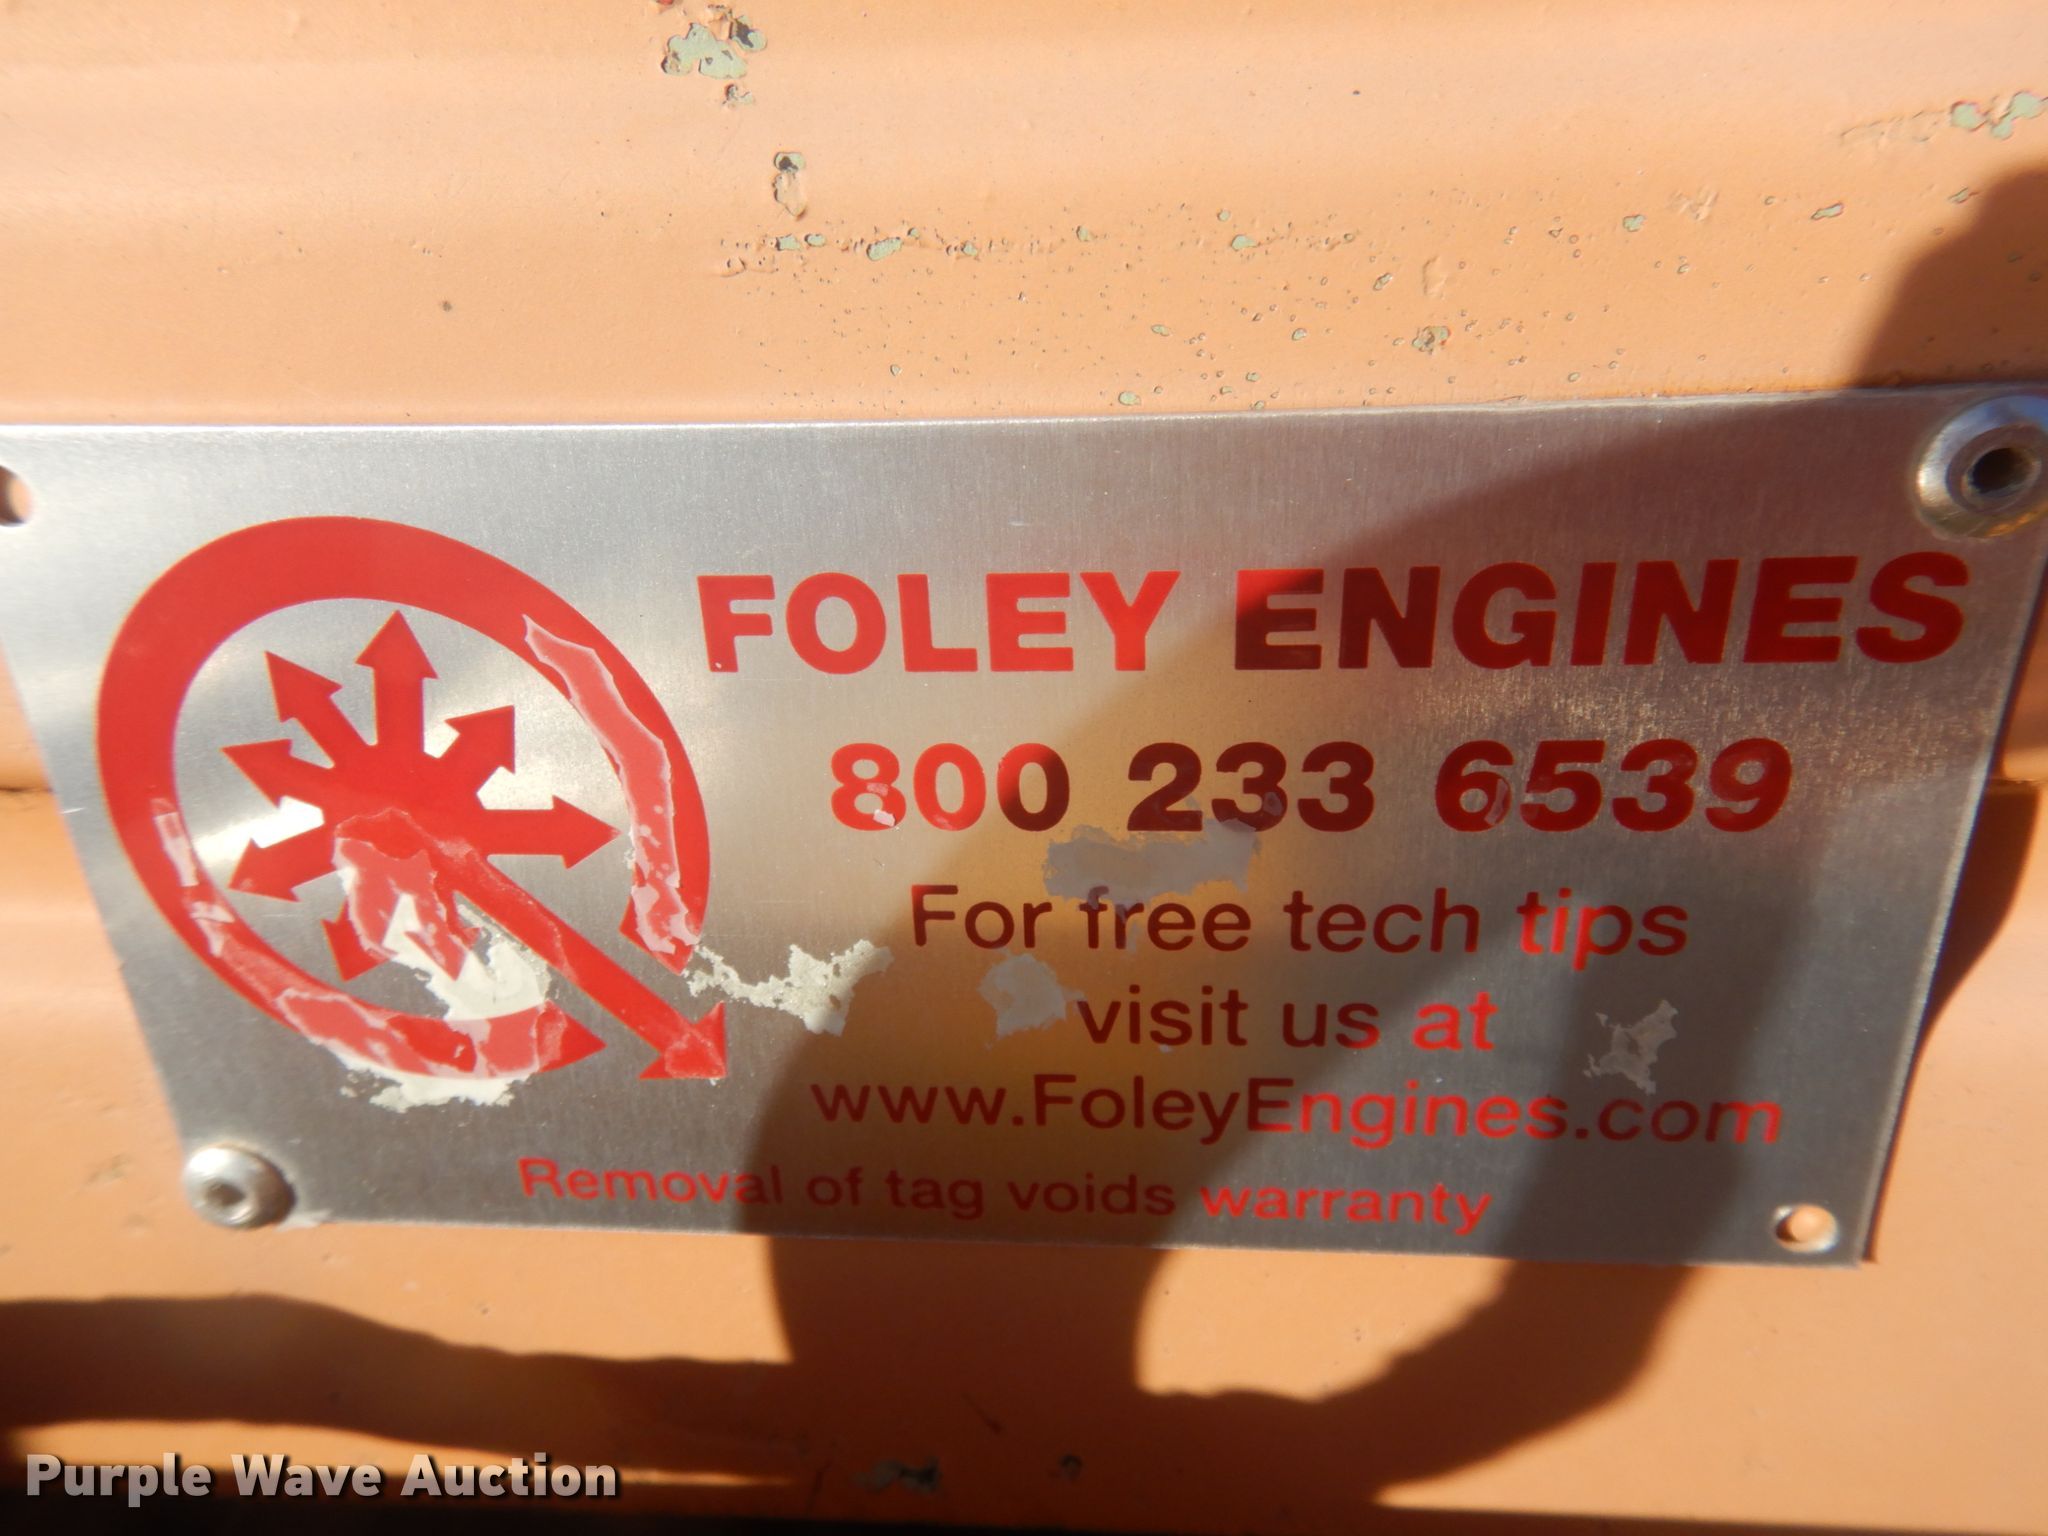 FOLEY ENGINES
800 233 6539
For free tech tips
visit us at
www.FoleyEngines.com
Removal of tag voids warranty
Purple Wave Auction